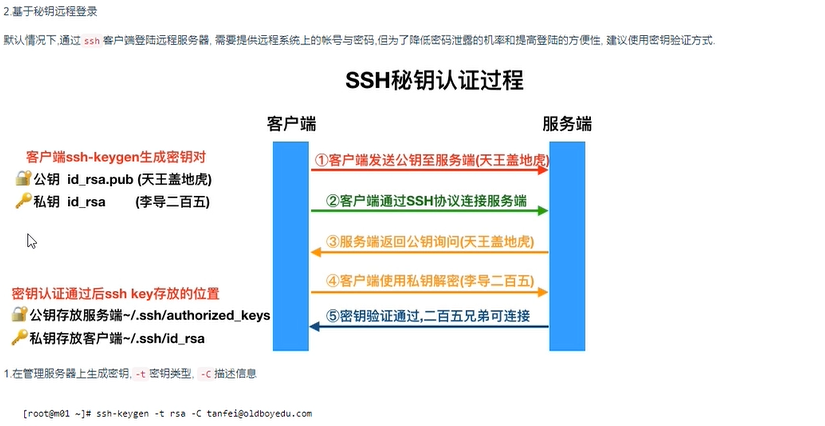 2.基于秘钥远程登录
默认情况下,通过 ssh 客户端登陆远程服务器, 需要提供远程系统上的帐号与密码,但为了降低密码泄露的机率和提高登陆的方便性, 建议使用密钥验证方式.
SSH秘钥认证过程
客户端 服务端
客户端ssh-keygen生成密钥对
公钥 id_rsa.pub (天王盖地虎)
私钥 id_rsa (李导二百五)
①客户端发送公钥至服务端(天王盖地虎)
②客户端通过SSH协议连接服务端
③服务端返回公钥询问(天王盖地虎)
④客户端使用私钥解密(李导二百五)
⑤密钥验证通过,二百五兄弟可连接
密钥认证通过后ssh key存放的位置
公钥存放服务端~/.ssh/authorized_keys
私钥存放客户端~/.ssh/id_rsa
1.在管理服务器上生成密钥, -t 密钥类型, -C 描述信息
[root@m01 ~]# ssh-keygen -t rsa -C tanfei@oldboyedu.com